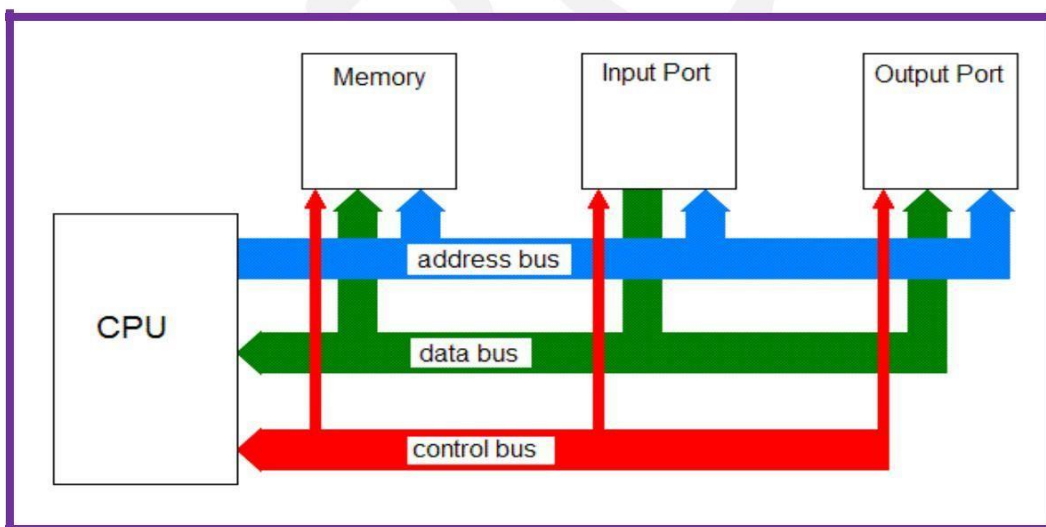 Memory
Input Port
Output Port
CPU
address bus
data bus
control bus